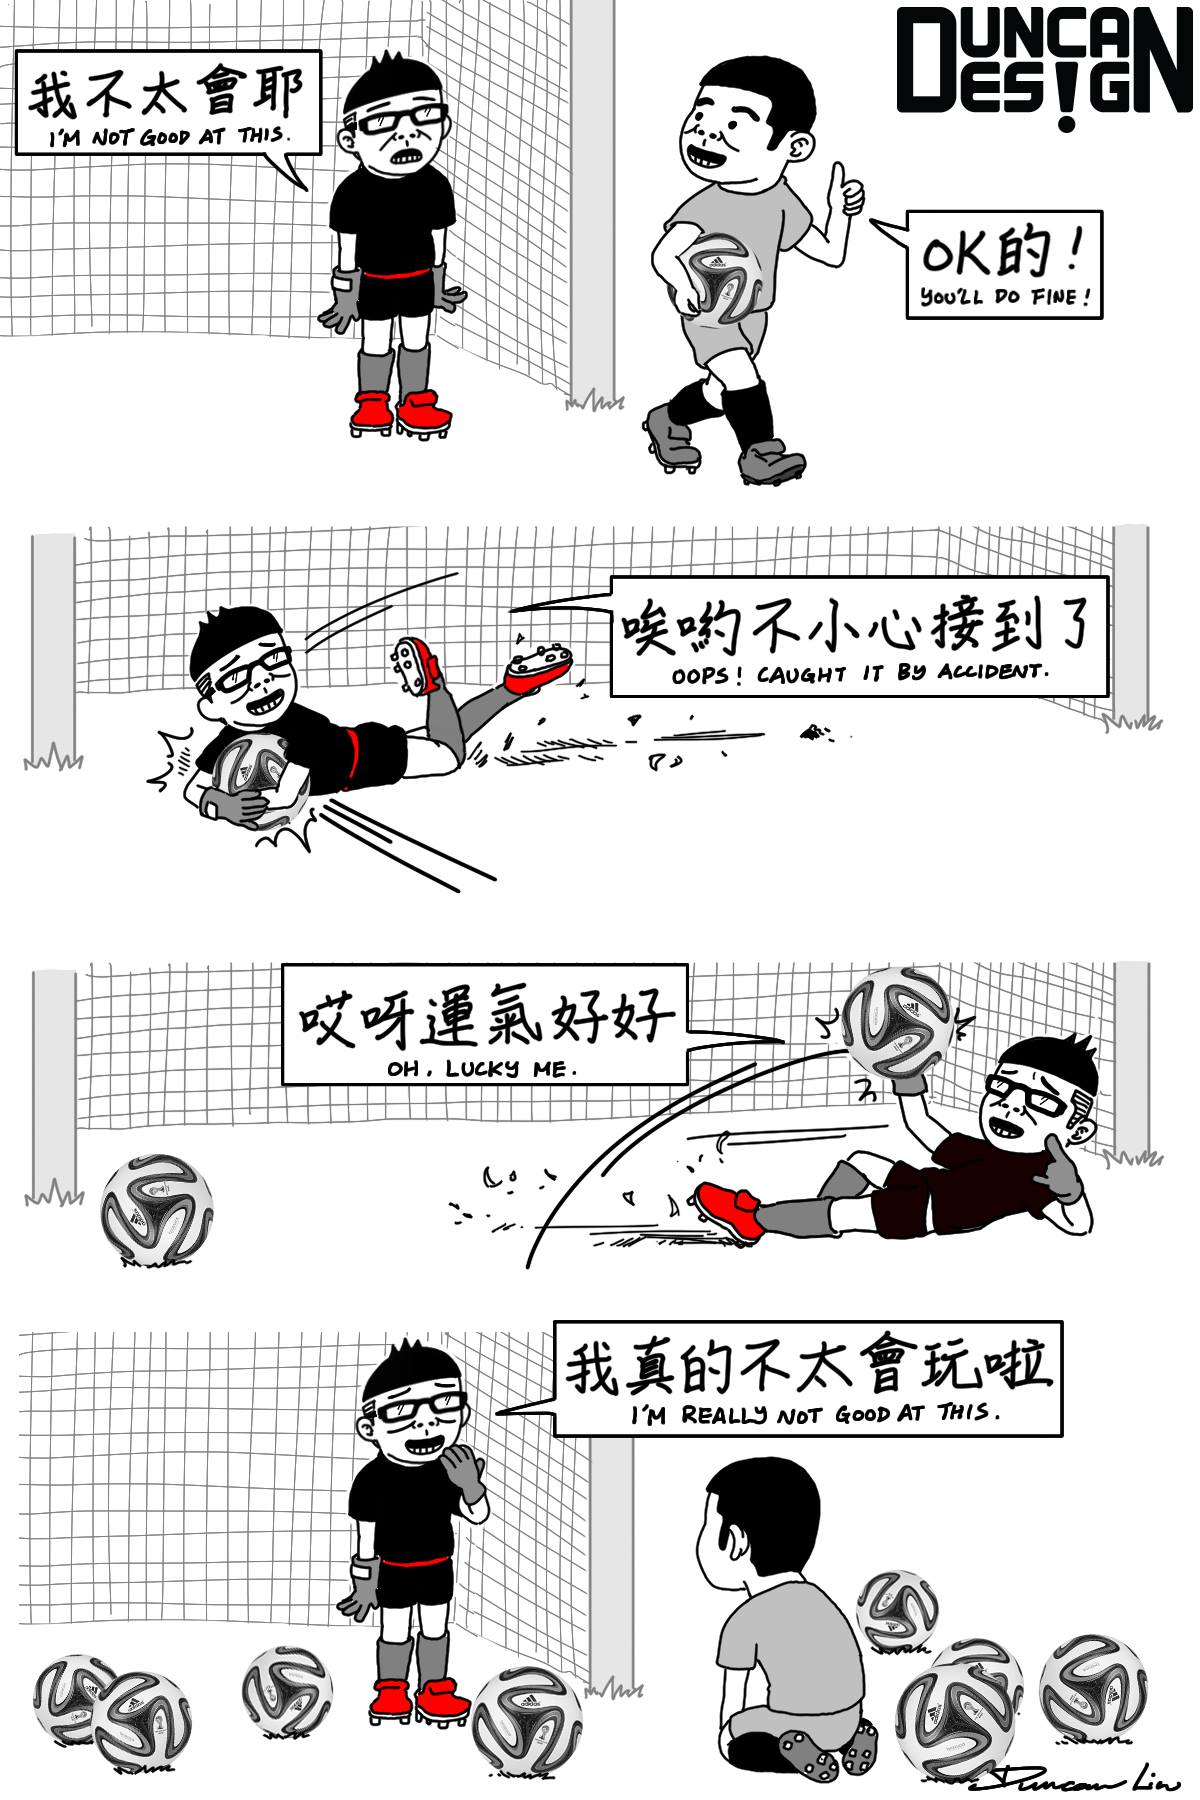 DUNCAN
DES!GN
我不太會耶
I'M NOT GOOD AT THIS.
OK的！
YOU'LL DO FINE!
唉喲不小心接到了
OOPS! CAUGHT IT BY ACCIDENT.
哎呀運氣好好
OH, LUCKY ME.
我真的不太會玩啦
I'M REALLY NOT GOOD AT THIS.
adidas
Duncan Lin